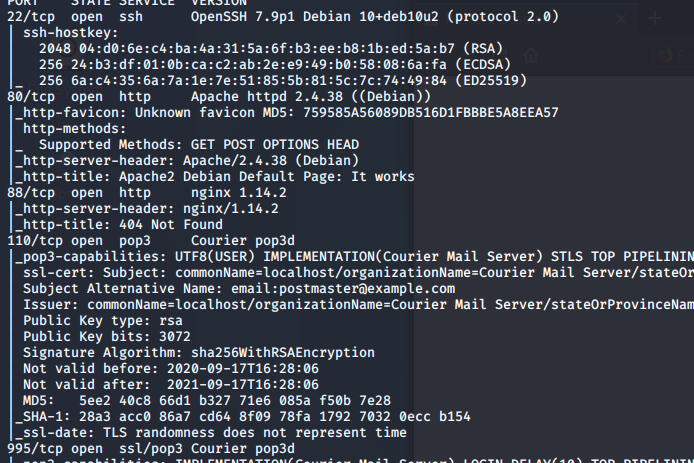 PORT STATE SERVICE VERSION
22/tcp open ssh OpenSSH 7.9p1 Debian 10+deb10u2 (protocol 2.0)
| ssh-hostkey:
| 2048 04:d0:6e:c4:ba:4a:31:5a:6f:b3:ee:b8:1b:ed:5a:b7 (RSA)
| 256 24:b3:df:01:0b:ca:c2:ab:2e:e9:49:b0:58:08:6a:fa (ECDSA)
|_ 256 6a:c4:35:6a:7a:1e:7e:51:85:5b:81:5c:7c:74:49:84 (ED25519)
80/tcp open http Apache httpd 2.4.38 ((Debian))
|_http-favicon: Unknown favicon MD5: 759585A56089DB516D1FBBBE5A8EEA57
| http-methods:
|_ Supported Methods: GET POST OPTIONS HEAD
|_http-server-header: Apache/2.4.38 (Debian)
|_http-title: Apache2 Debian Default Page: It works
88/tcp open http nginx 1.14.2
|_http-server-header: nginx/1.14.2
|_http-title: 404 Not Found
110/tcp open pop3 Courier pop3d
|_pop3-capabilities: UTF8(USER) IMPLEMENTATION(Courier Mail Server) STLS TOP PIPELININ
| ssl-cert: Subject: commonName=localhost/organizationName=Courier Mail Server/stateOr
| Subject Alternative Name: email:postmaster@example.com
| Issuer: commonName=localhost/organizationName=Courier Mail Server/stateOrProvinceNam
| Public Key type: rsa
| Public Key bits: 3072
| Signature Algorithm: sha256WithRSAEncryption
| Not valid before: 2020-09-17T16:28:06
| Not valid after: 2021-09-17T16:28:06
| MD5: 5ee2 40c8 66d1 b327 71e6 085a f50b 7e28
|_SHA-1: 28a3 acc0 86a7 cd64 8f09 78fa 1792 7032 0ecc b154
|_ssl-date: TLS randomness does not represent time
995/tcp open ssl/pop3 Courier pop3d
|_pop3-capabilities: IMPLEMENTATION(Courier Mail Server) LOGIN-DELAY(10) TOP PIPELININ